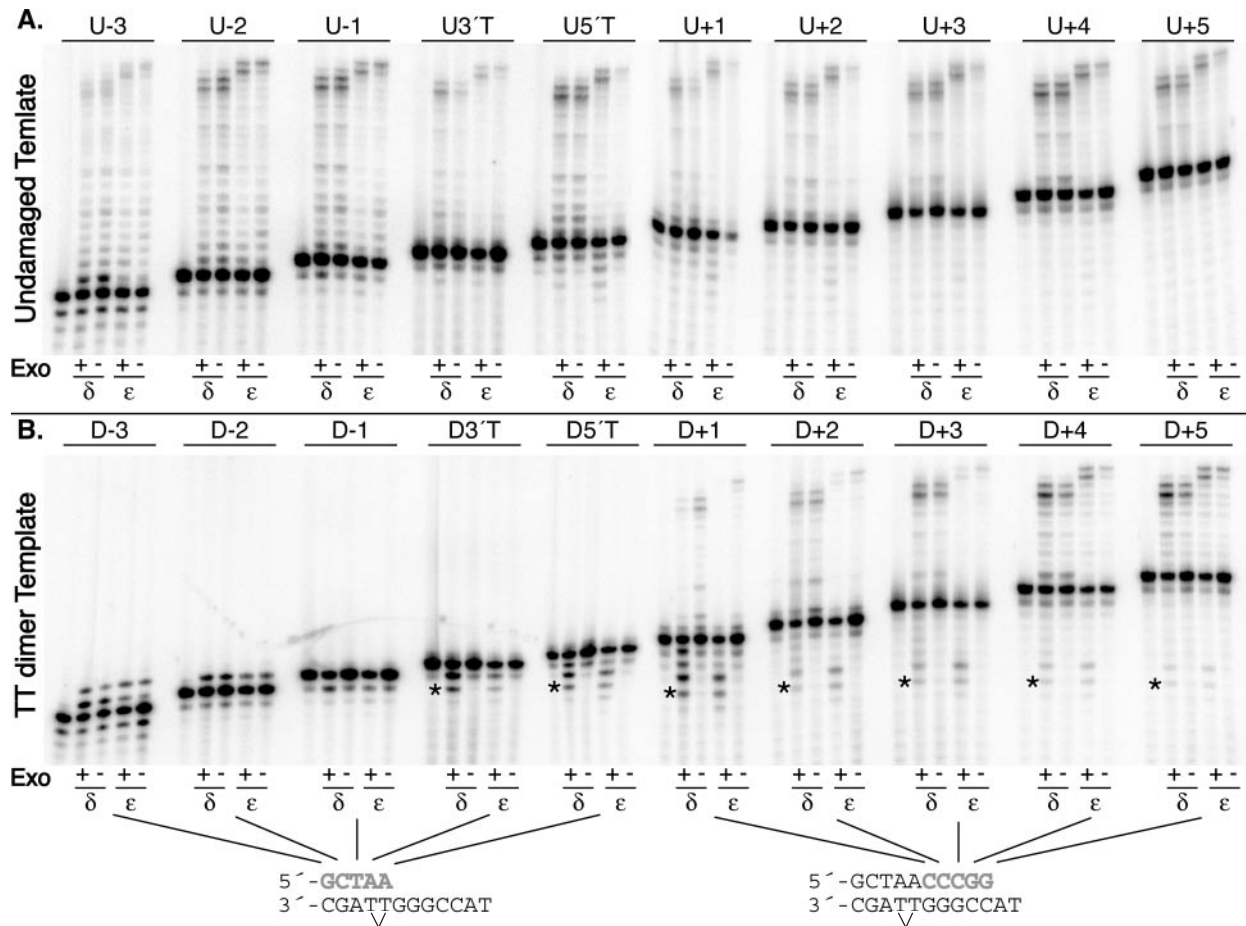 A. U-3 U-2 U-1 U3´T U5´T U+1 U+2 U+3 U+4 U+5
Undamaged Temlate
Exo + - + - + - + - + - + - + - + - + - + - + - + - + - + - + - + - + - + - + - + -
δ ε δ ε δ ε δ ε δ ε δ ε δ ε δ ε δ ε δ ε
B. D-3 D-2 D-1 D3´T D5´T D+1 D+2 D+3 D+4 D+5
TT dimer Template
* * * * * * *
Exo + - + - + - + - + - + - + - + - + - + - + - + - + - + - + - + - + - + - + - + -
δ ε δ ε δ ε δ ε δ ε δ ε δ ε δ ε δ ε δ ε
5´-GCTAA 5´-GCTAACCCGG
3´-CGATTGGGCCAT 3´-CGATTGGGCCAT